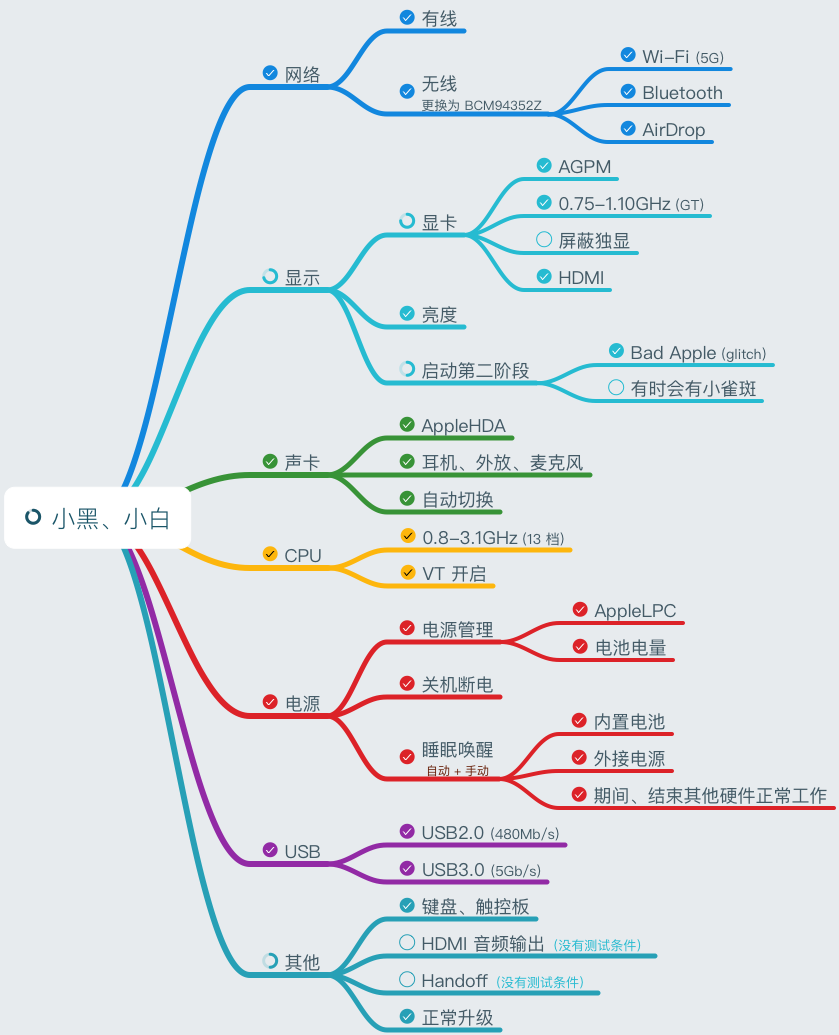 小黑、小白
网络
有线
无线
更换为 BCM94352Z
Wi-Fi (5G)
Bluetooth
AirDrop
显示
显卡
AGPM
0.75-1.10GHz (GT)
屏蔽独显
HDMI
亮度
启动第二阶段
Bad Apple (glitch)
有时会有小雀斑
声卡
AppleHDA
耳机、外放、麦克风
自动切换
CPU
0.8-3.1GHz (13 档)
VT 开启
电源
电源管理
AppleLPC
电池电量
关机断电
睡眠唤醒
自动 + 手动
内置电池
外接电源
期间、结束其他硬件正常工作
USB
USB2.0 (480Mb/s)
USB3.0 (5Gb/s)
其他
键盘、触控板
HDMI 音频输出 (没有测试条件)
Handoff (没有测试条件)
正常升级